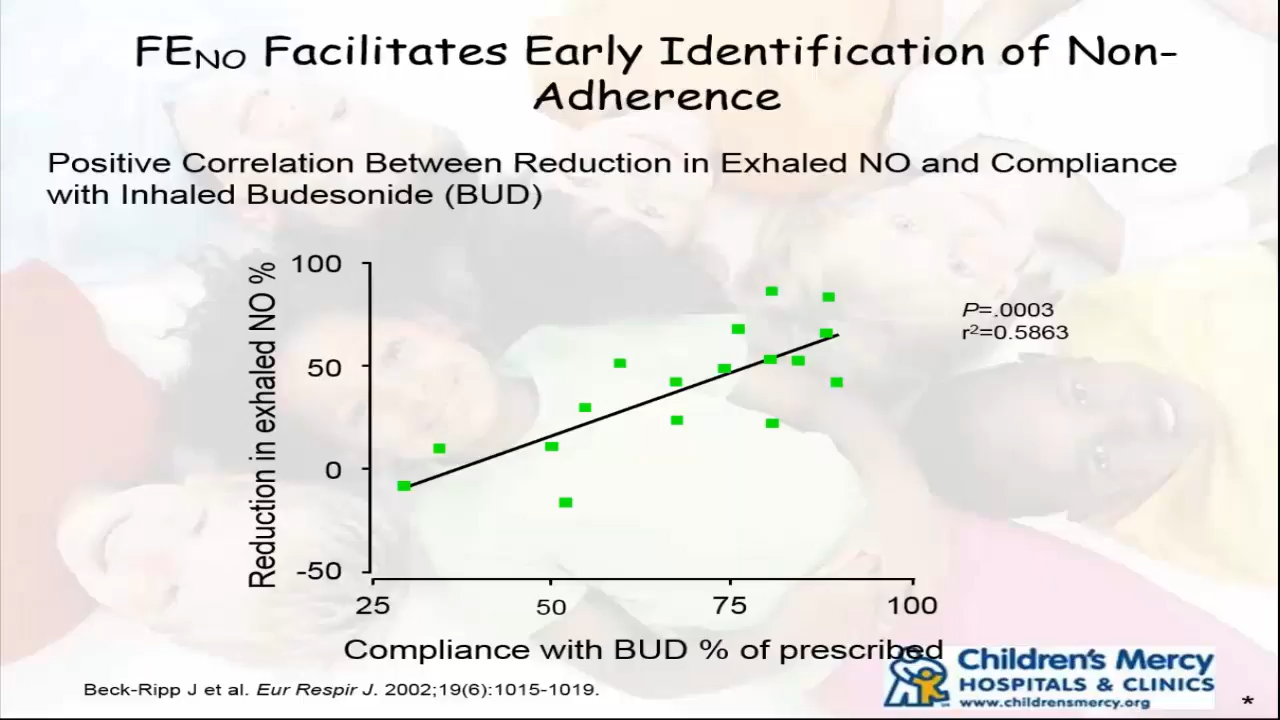 FENO Facilitates Early Identification of Non-
Adherence
Positive Correlation Between Reduction in Exhaled NO and Compliance
with Inhaled Budesonide (BUD)
Reduction in exhaled NO %
100
50
0
-50
25 50 75 100
Compliance with BUD % of prescribed
P=.0003
r²=0.5863
Beck-Ripp J et al. Eur Respir J. 2002;19(6):1015-1019.
Children's Mercy
HOSPITALS & CLINICS
www.childrensmercy.org
*